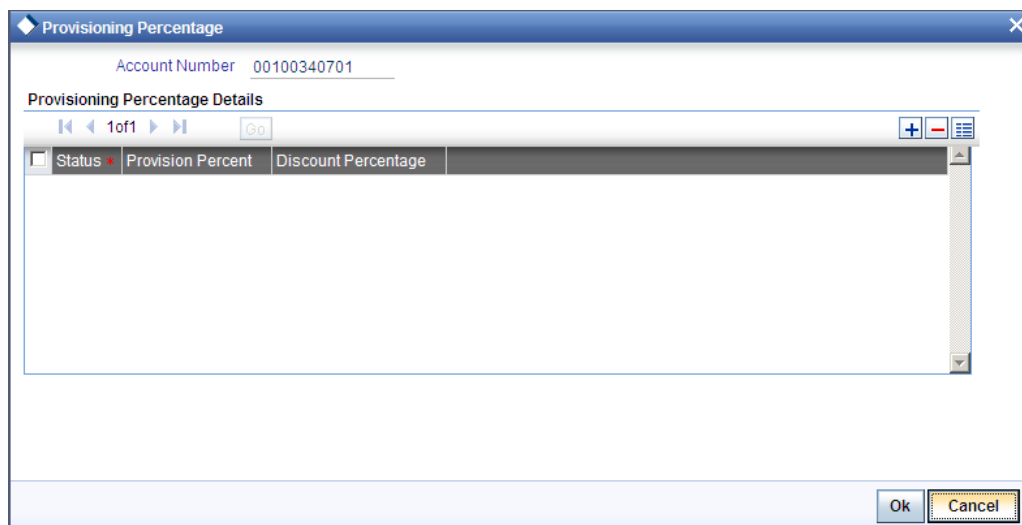 Provisioning Percentage
Account Number 00100340701
Provisioning Percentage Details
1of1 Go
Status * Provision Percent Discount Percentage
Ok Cancel